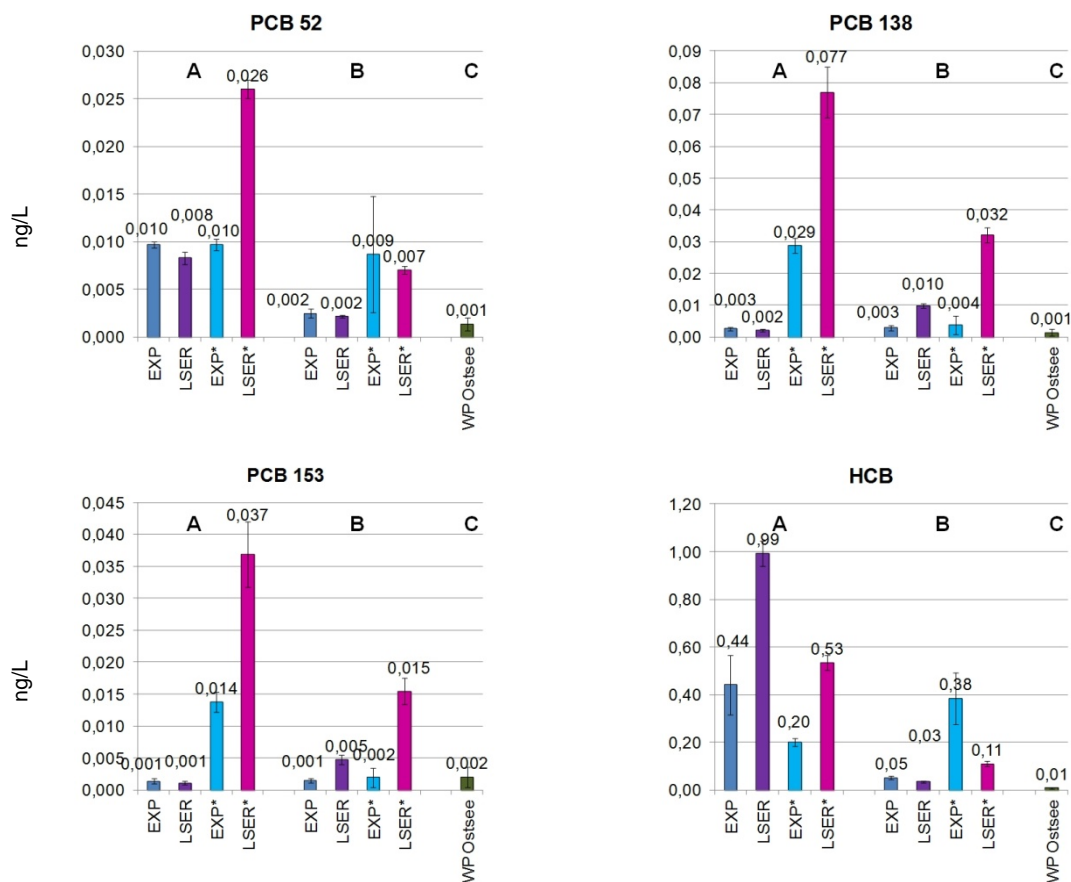 PCB 52
0,030
0,025
0,020
0,015
0,010
0,005
0,000
ng/L
A
B
C
0,010
0,008
0,010
0,026
0,002
0,002
0,009
0,007
0,001
EXP
LSER
EXP*
LSER*
EXP
LSER
EXP*
LSER*
WP Ostsee
PCB 138
0,09
0,08
0,07
0,06
0,05
0,04
0,03
0,02
0,01
0,00
A
B
C
0,003
0,002
0,029
0,077
0,003
0,010
0,004
0,032
0,001
EXP
LSER
EXP*
LSER*
EXP
LSER
EXP*
LSER*
WP Ostsee
PCB 153
0,045
0,040
0,035
0,030
0,025
0,020
0,015
0,010
0,005
0,000
ng/L
A
B
C
0,001
0,001
0,014
0,037
0,001
0,005
0,002
0,015
0,002
EXP
LSER
EXP*
LSER*
EXP
LSER
EXP*
LSER*
WP Ostsee
HCB
1,20
1,00
0,80
0,60
0,40
0,20
0,00
A
B
C
0,44
0,99
0,20
0,53
0,05
0,03
0,38
0,11
0,01
EXP
LSER
EXP*
LSER*
EXP
LSER
EXP*
LSER*
WP Ostsee